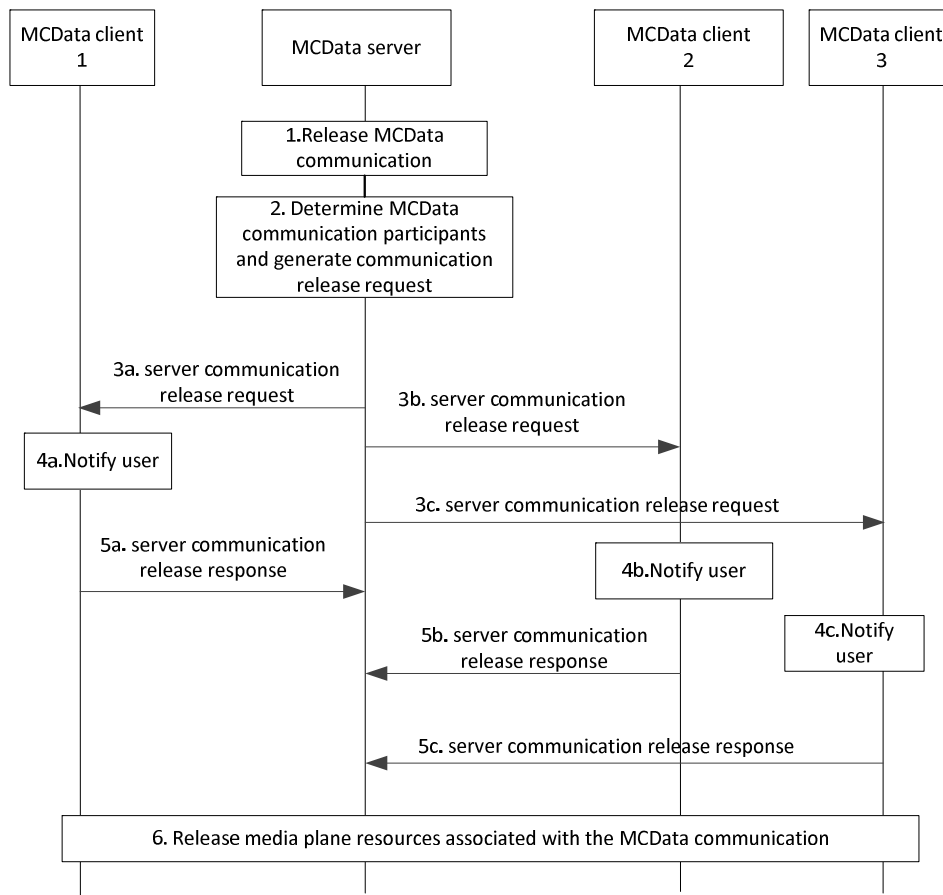 MCData client
1
MCData server
MCData client
2
MCData client
3
1.Release MCData
communication
2. Determine MCData
communication participants
and generate communication
release request
3a. server communication
release request
3b. server communication
release request
4a.Notify user
3c. server communication release request
5a. server communication
release response
4b.Notify user
4c.Notify
user
5b. server communication
release response
5c. server communication release response
6. Release media plane resources associated with the MCData communication